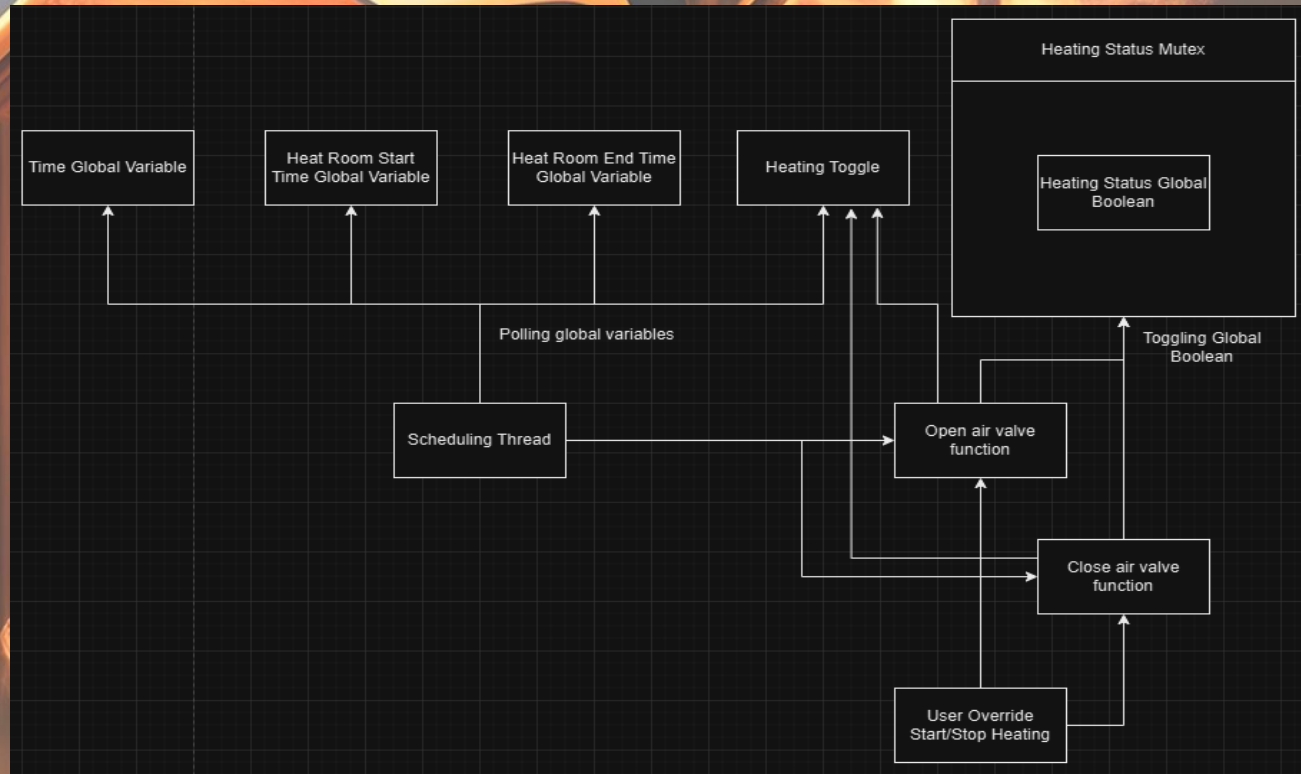 Heating Status Mutex
Time Global Variable
Heat Room Start
Time Global Variable
Heat Room End Time
Global Variable
Heating Toggle
Heating Status Global
Boolean
Polling global variables
Toggling Global
Boolean
Scheduling Thread
Open air valve
function
Close air valve
function
User Override
Start/Stop Heating